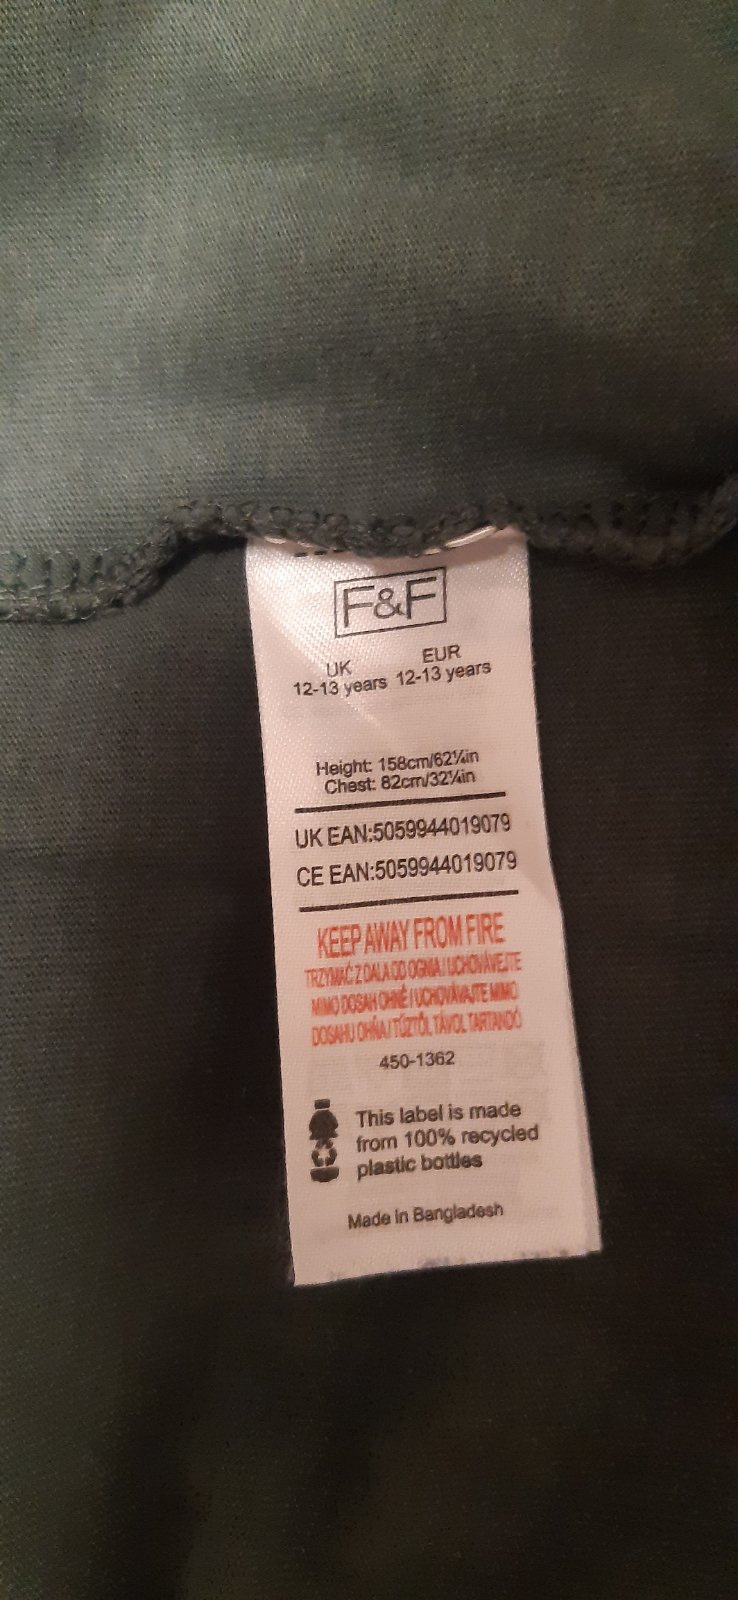 F&F
UK EUR
12-13 years 12-13 years
Height: 158cm/62¼in
Chest: 82cm/32¼in
UK EAN:5059944019079
CE EAN:5059944019079
KEEP AWAY FROM FIRE
TRZYMAĆ Z DALA OD OGNIA / UCHOVÁVEJTE
MIMO DOSAH OHNĚ / UCHOVÁVAJTE MIMO
DOSAHU OHŇA / TŰZTŐL TÁVOL TARTANDÓ
450-1362
This label is made
from 100% recycled
plastic bottles
Made in Bangladesh